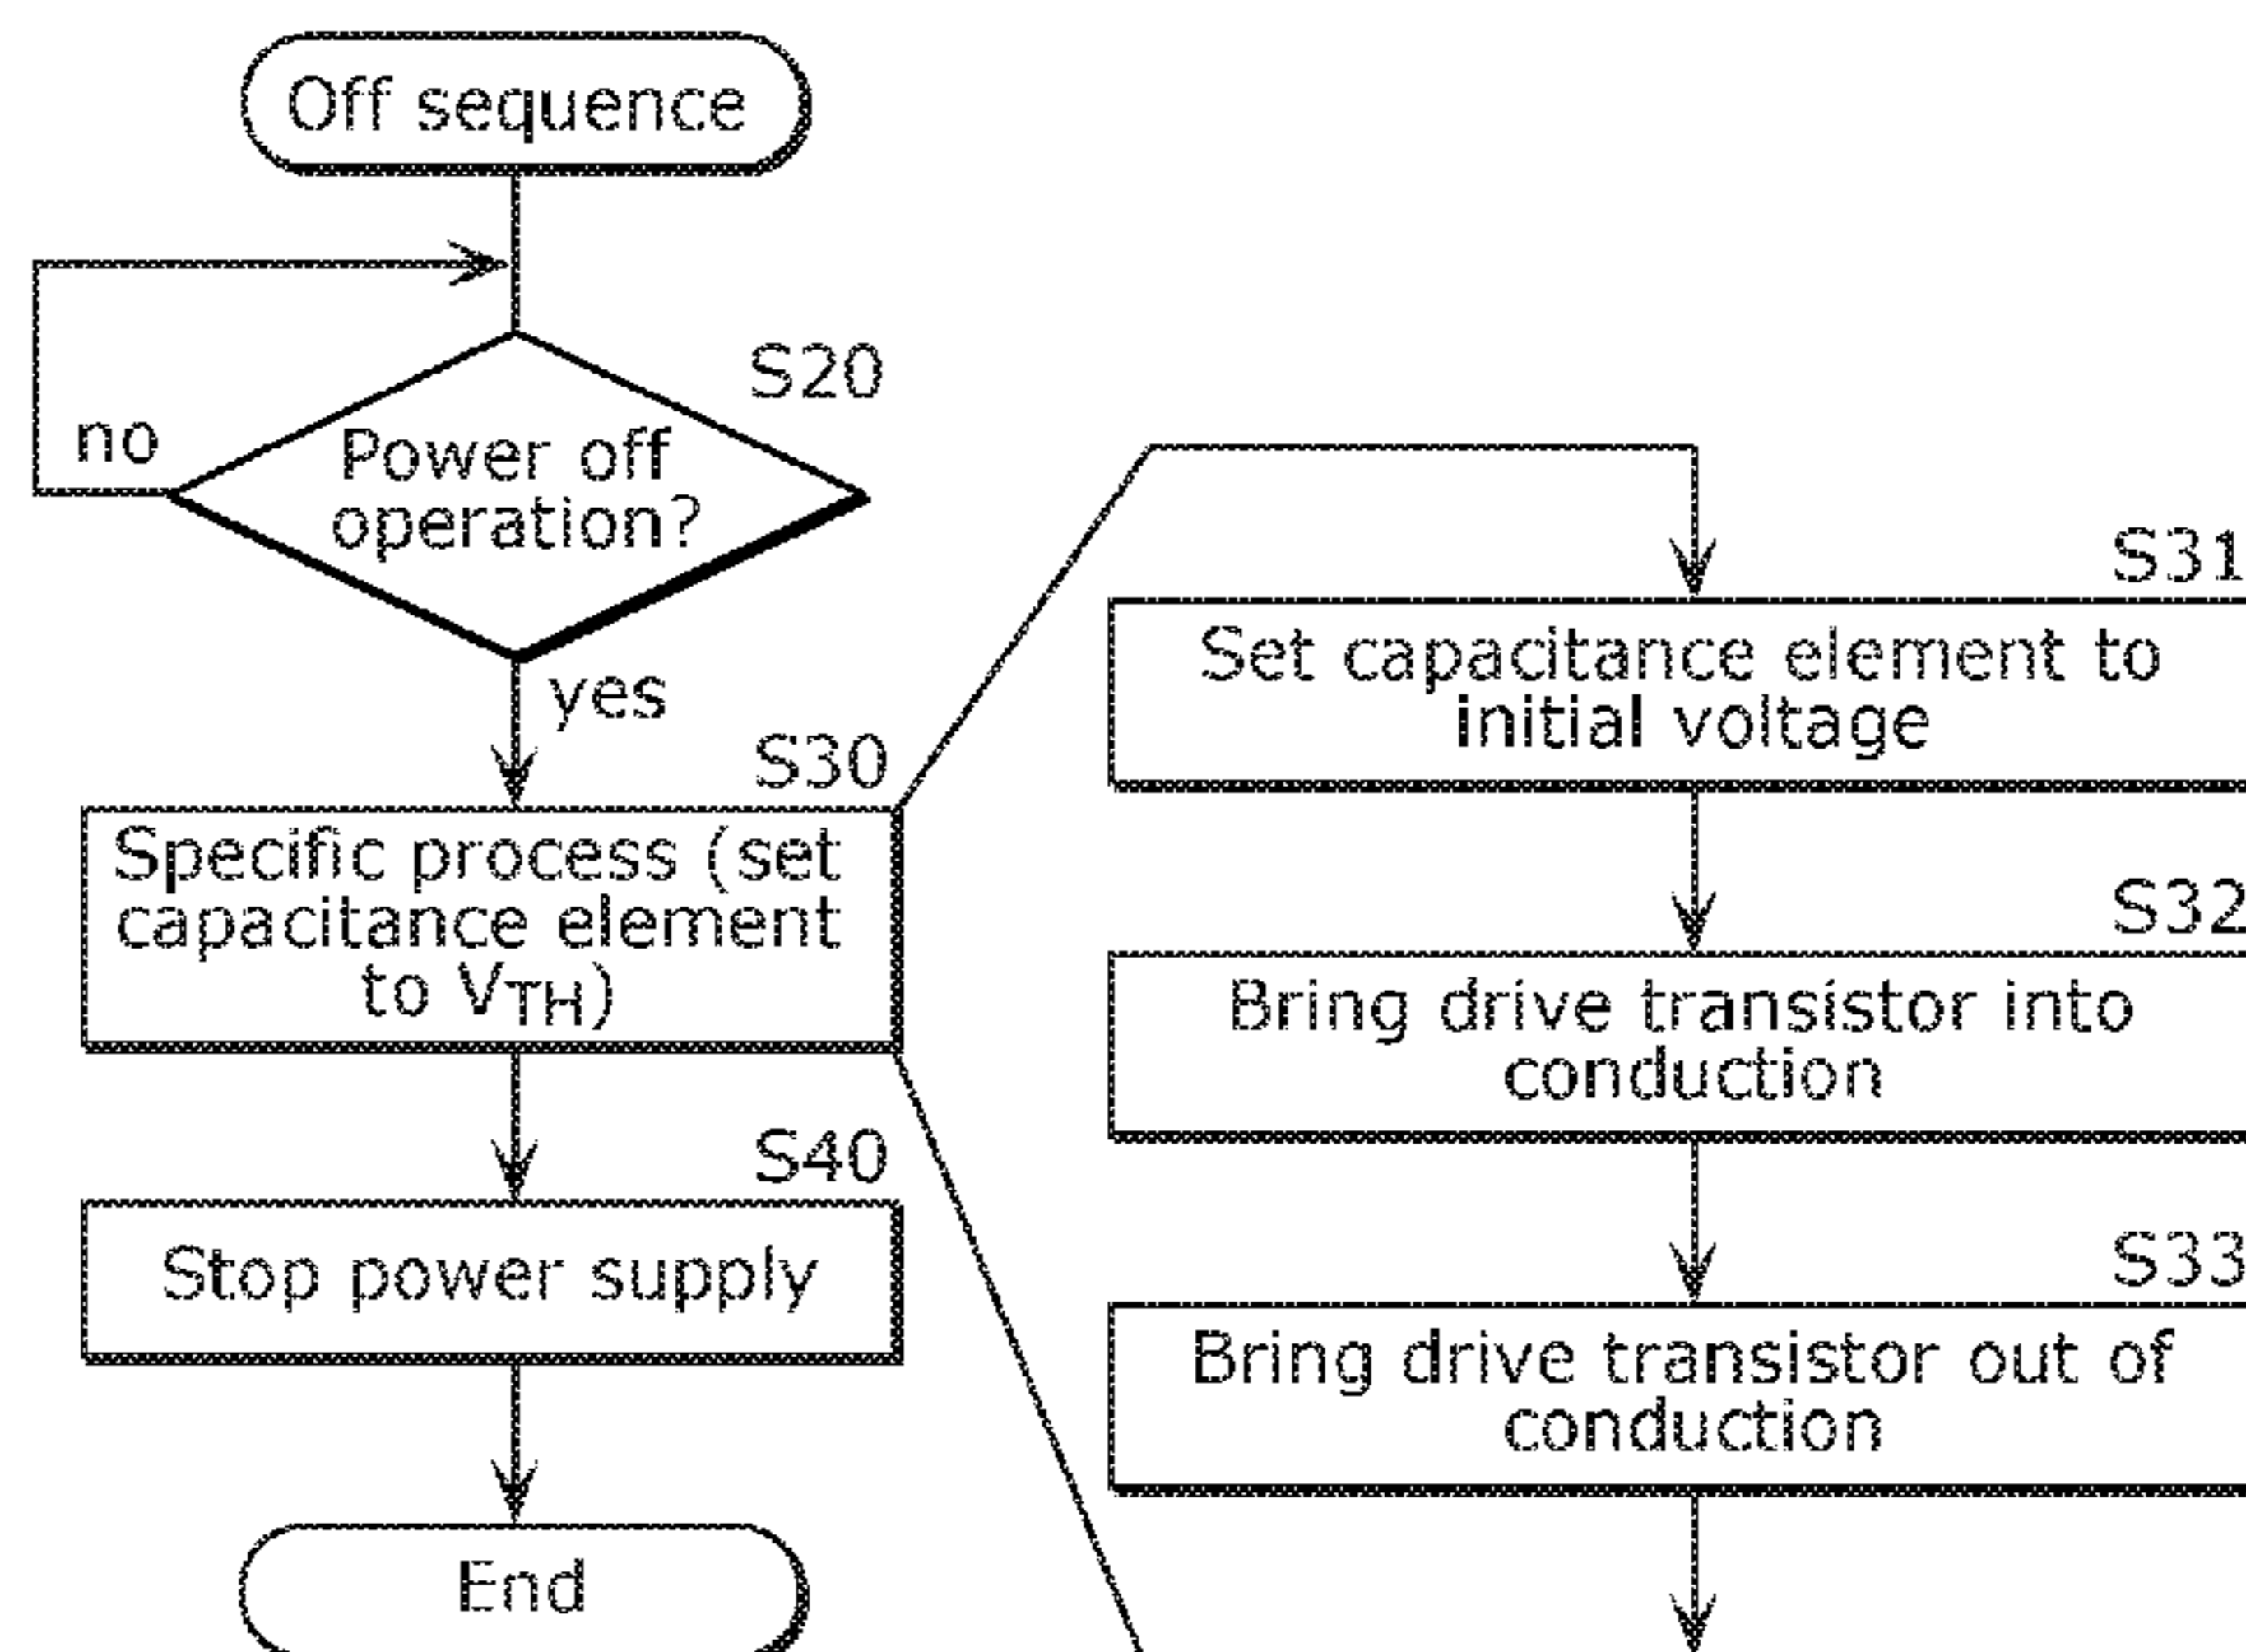 Off sequence
S20
no
Power off
operation?
yes
S30
Specific process (set
capacitance element
to VTH)
S40
Stop power supply
End
S31
Set capacitance element to
initial voltage
S32
Bring drive transistor into
conduction
S33
Bring drive transistor out of
conduction